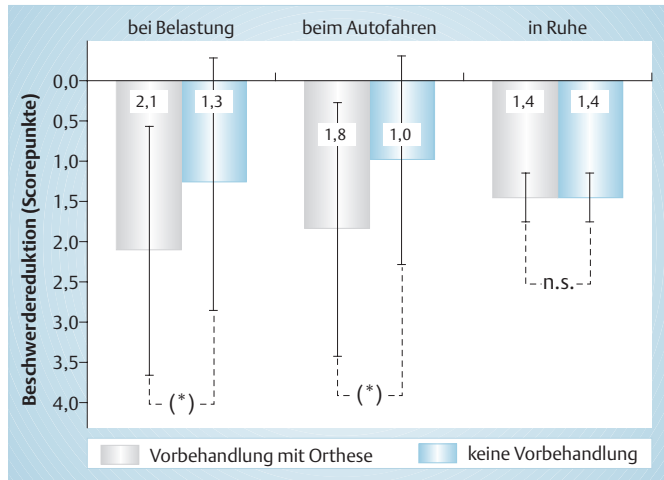 bei Belastung beim Autofahren in Ruhe
Beschwerdereduktion (Scorepunkte)
0,0
0,5
1,0
1,5
2,0
2,5
3,0
3,5
4,0
2,1 1,3 1,8 1,0 1,4 1,4
n.s.
(*) (*)
Vorbehandlung mit Orthese keine Vorbehandlung